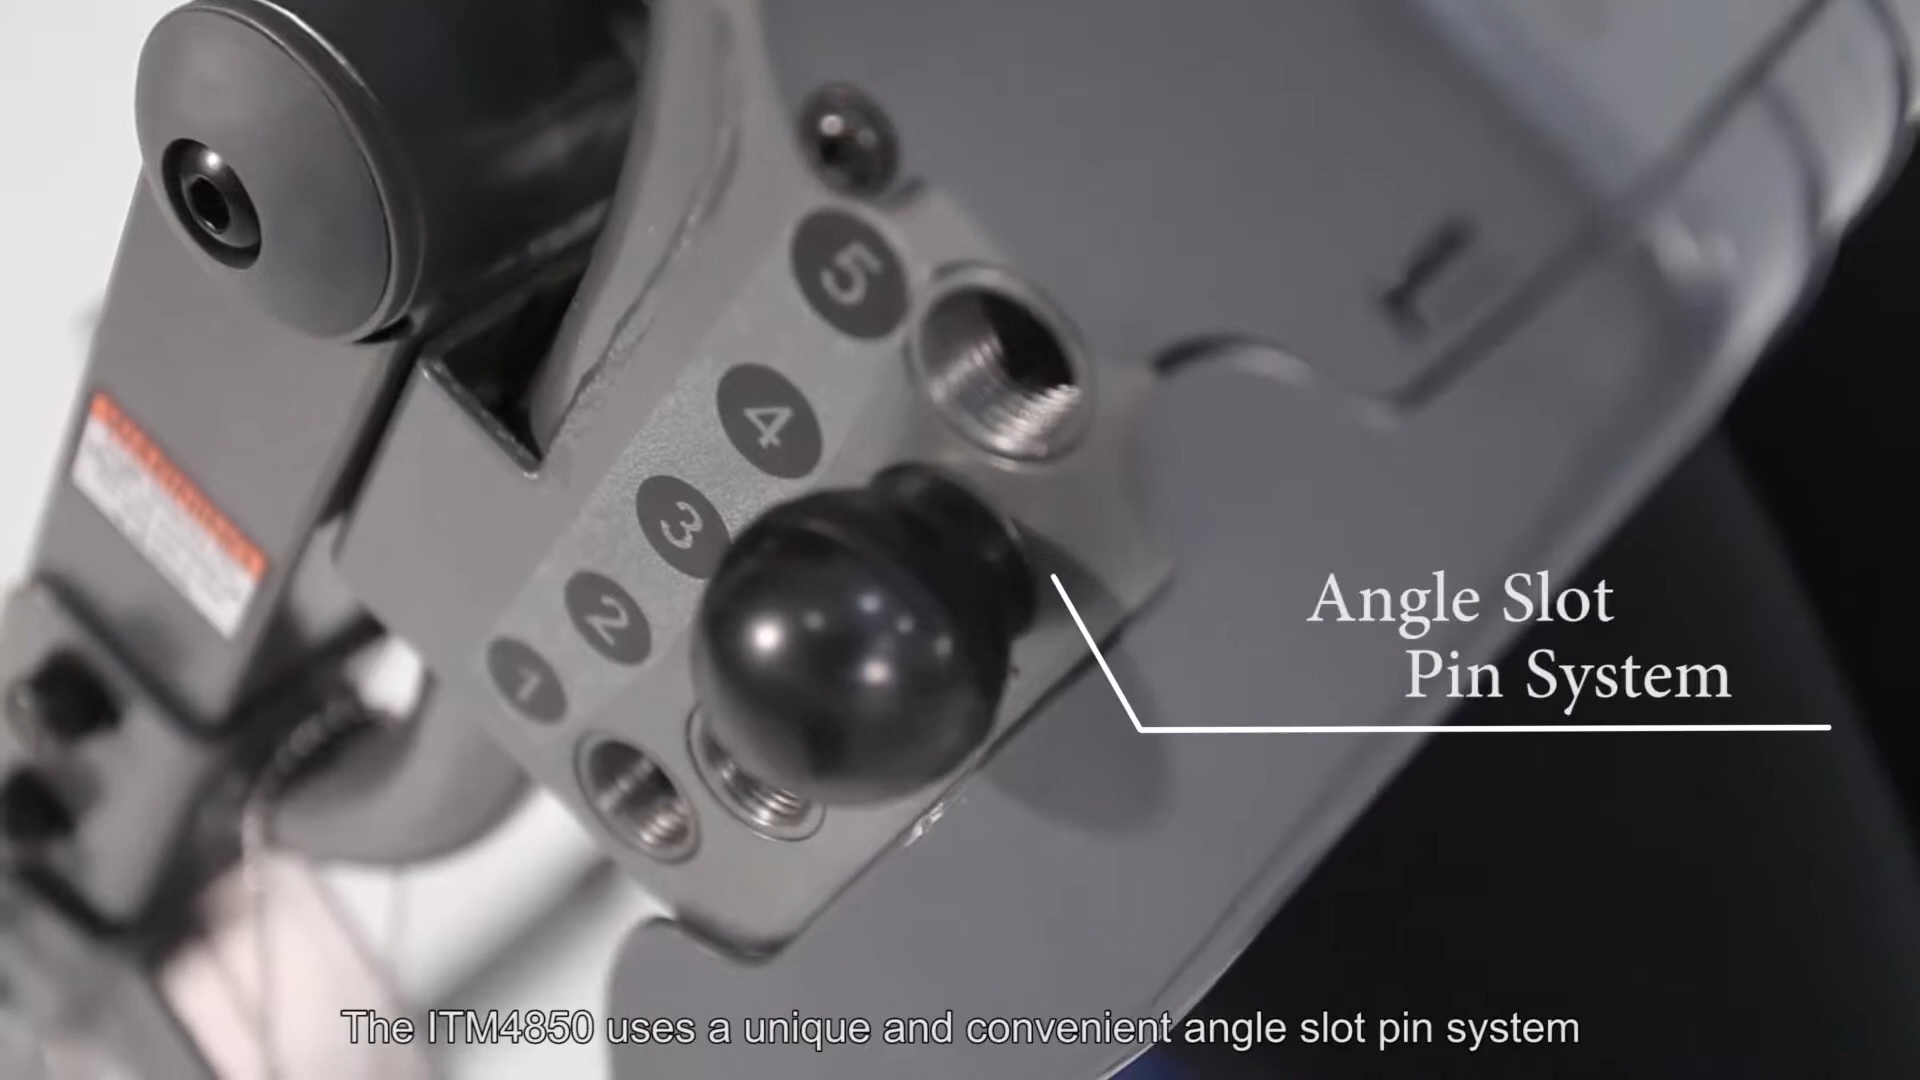 5
4
3
2
1
Angle Slot
Pin System
The ITM4850 uses a unique and convenient angle slot pin system